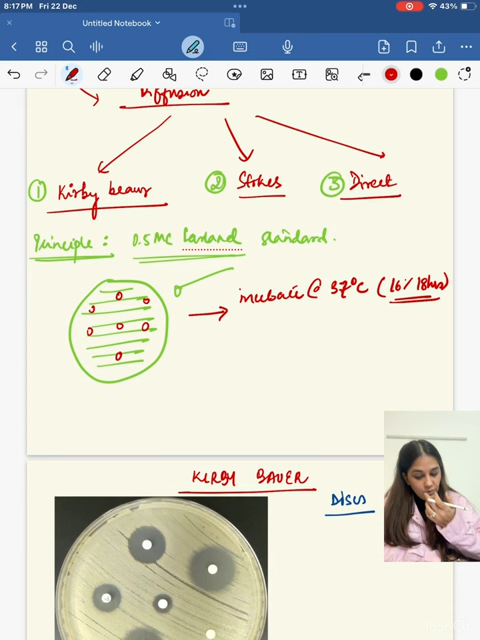 8:17 PM Fri 22 Dec
43%
Untitled Notebook
Diffusion
① Kirby beaur ② Stokes ③ Direct
Principle : 0.5 MC Farland standard.
incubate @ 37°C (16/18hrs)
KIRBY BAUER
DISCS